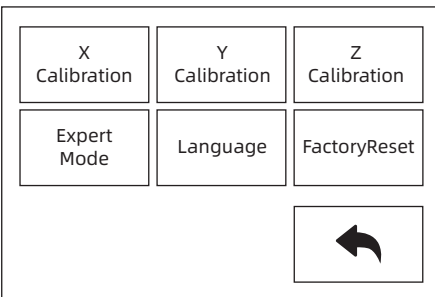 X
Calibration
Y
Calibration
Z
Calibration
Expert
Mode
Language
FactoryReset